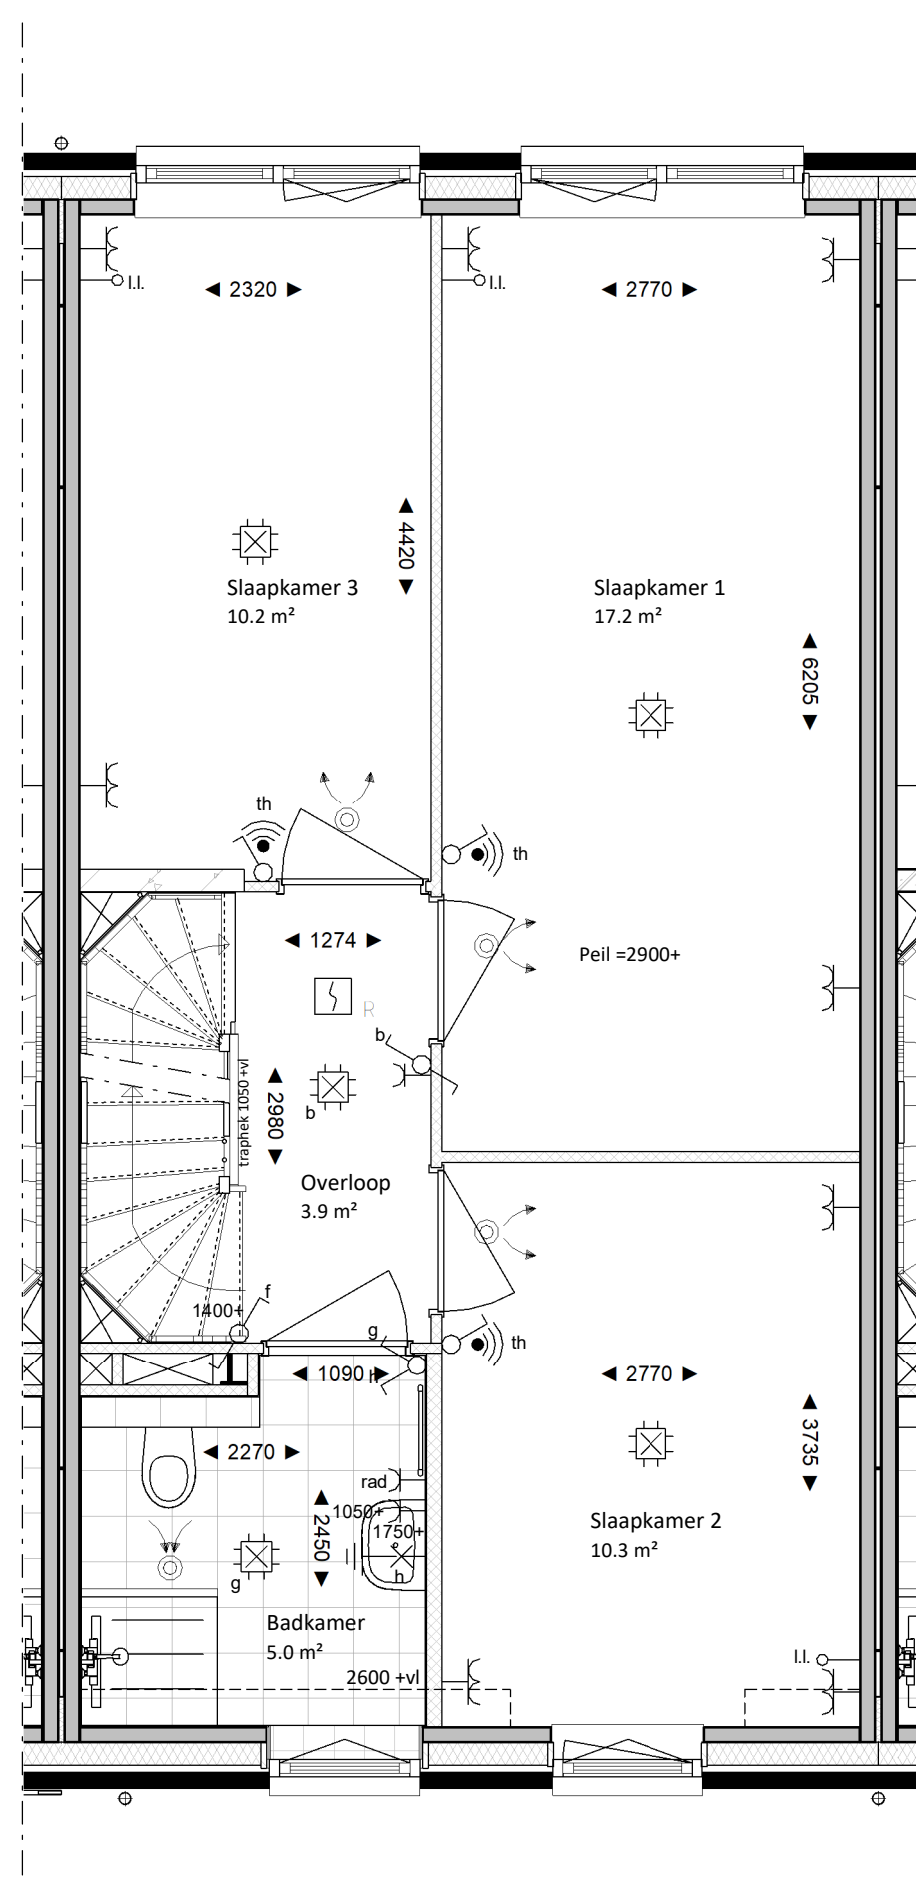 l.l.
◄ 2320 ►
l.l.
◄ 2770 ►
◄ 4420 ►
Slaapkamer 3
10.2 m²
Slaapkamer 1
17.2 m²
◄ 6205 ►
th
th
◄ 1274 ►
Peil =2900+
R
b
b
traphek 1050 +vl
◄ 2980 ►
Overloop
3.9 m²
f
1400+
g
th
◄ 1090 ►
h
◄ 2770 ►
◄ 3735 ►
◄ 2270 ►
rad
1050+
◄ 2450 ►
1750+
h
g
Slaapkamer 2
10.3 m²
Badkamer
5.0 m²
l.l.
2600 +vl